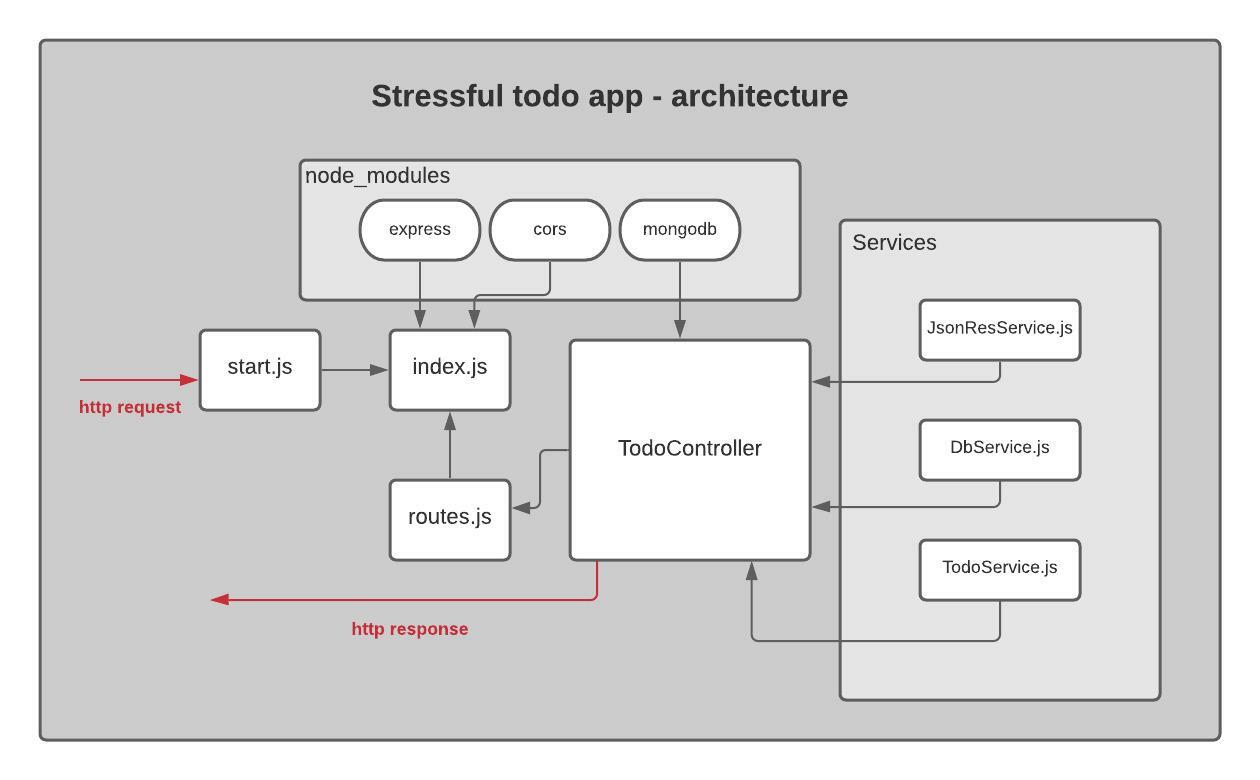 Stressful todo app - architecture
node_modules
express
cors
mongodb
Services
JsonResService.js
start.js
index.js
http request
TodoController
DbService.js
routes.js
TodoService.js
http response